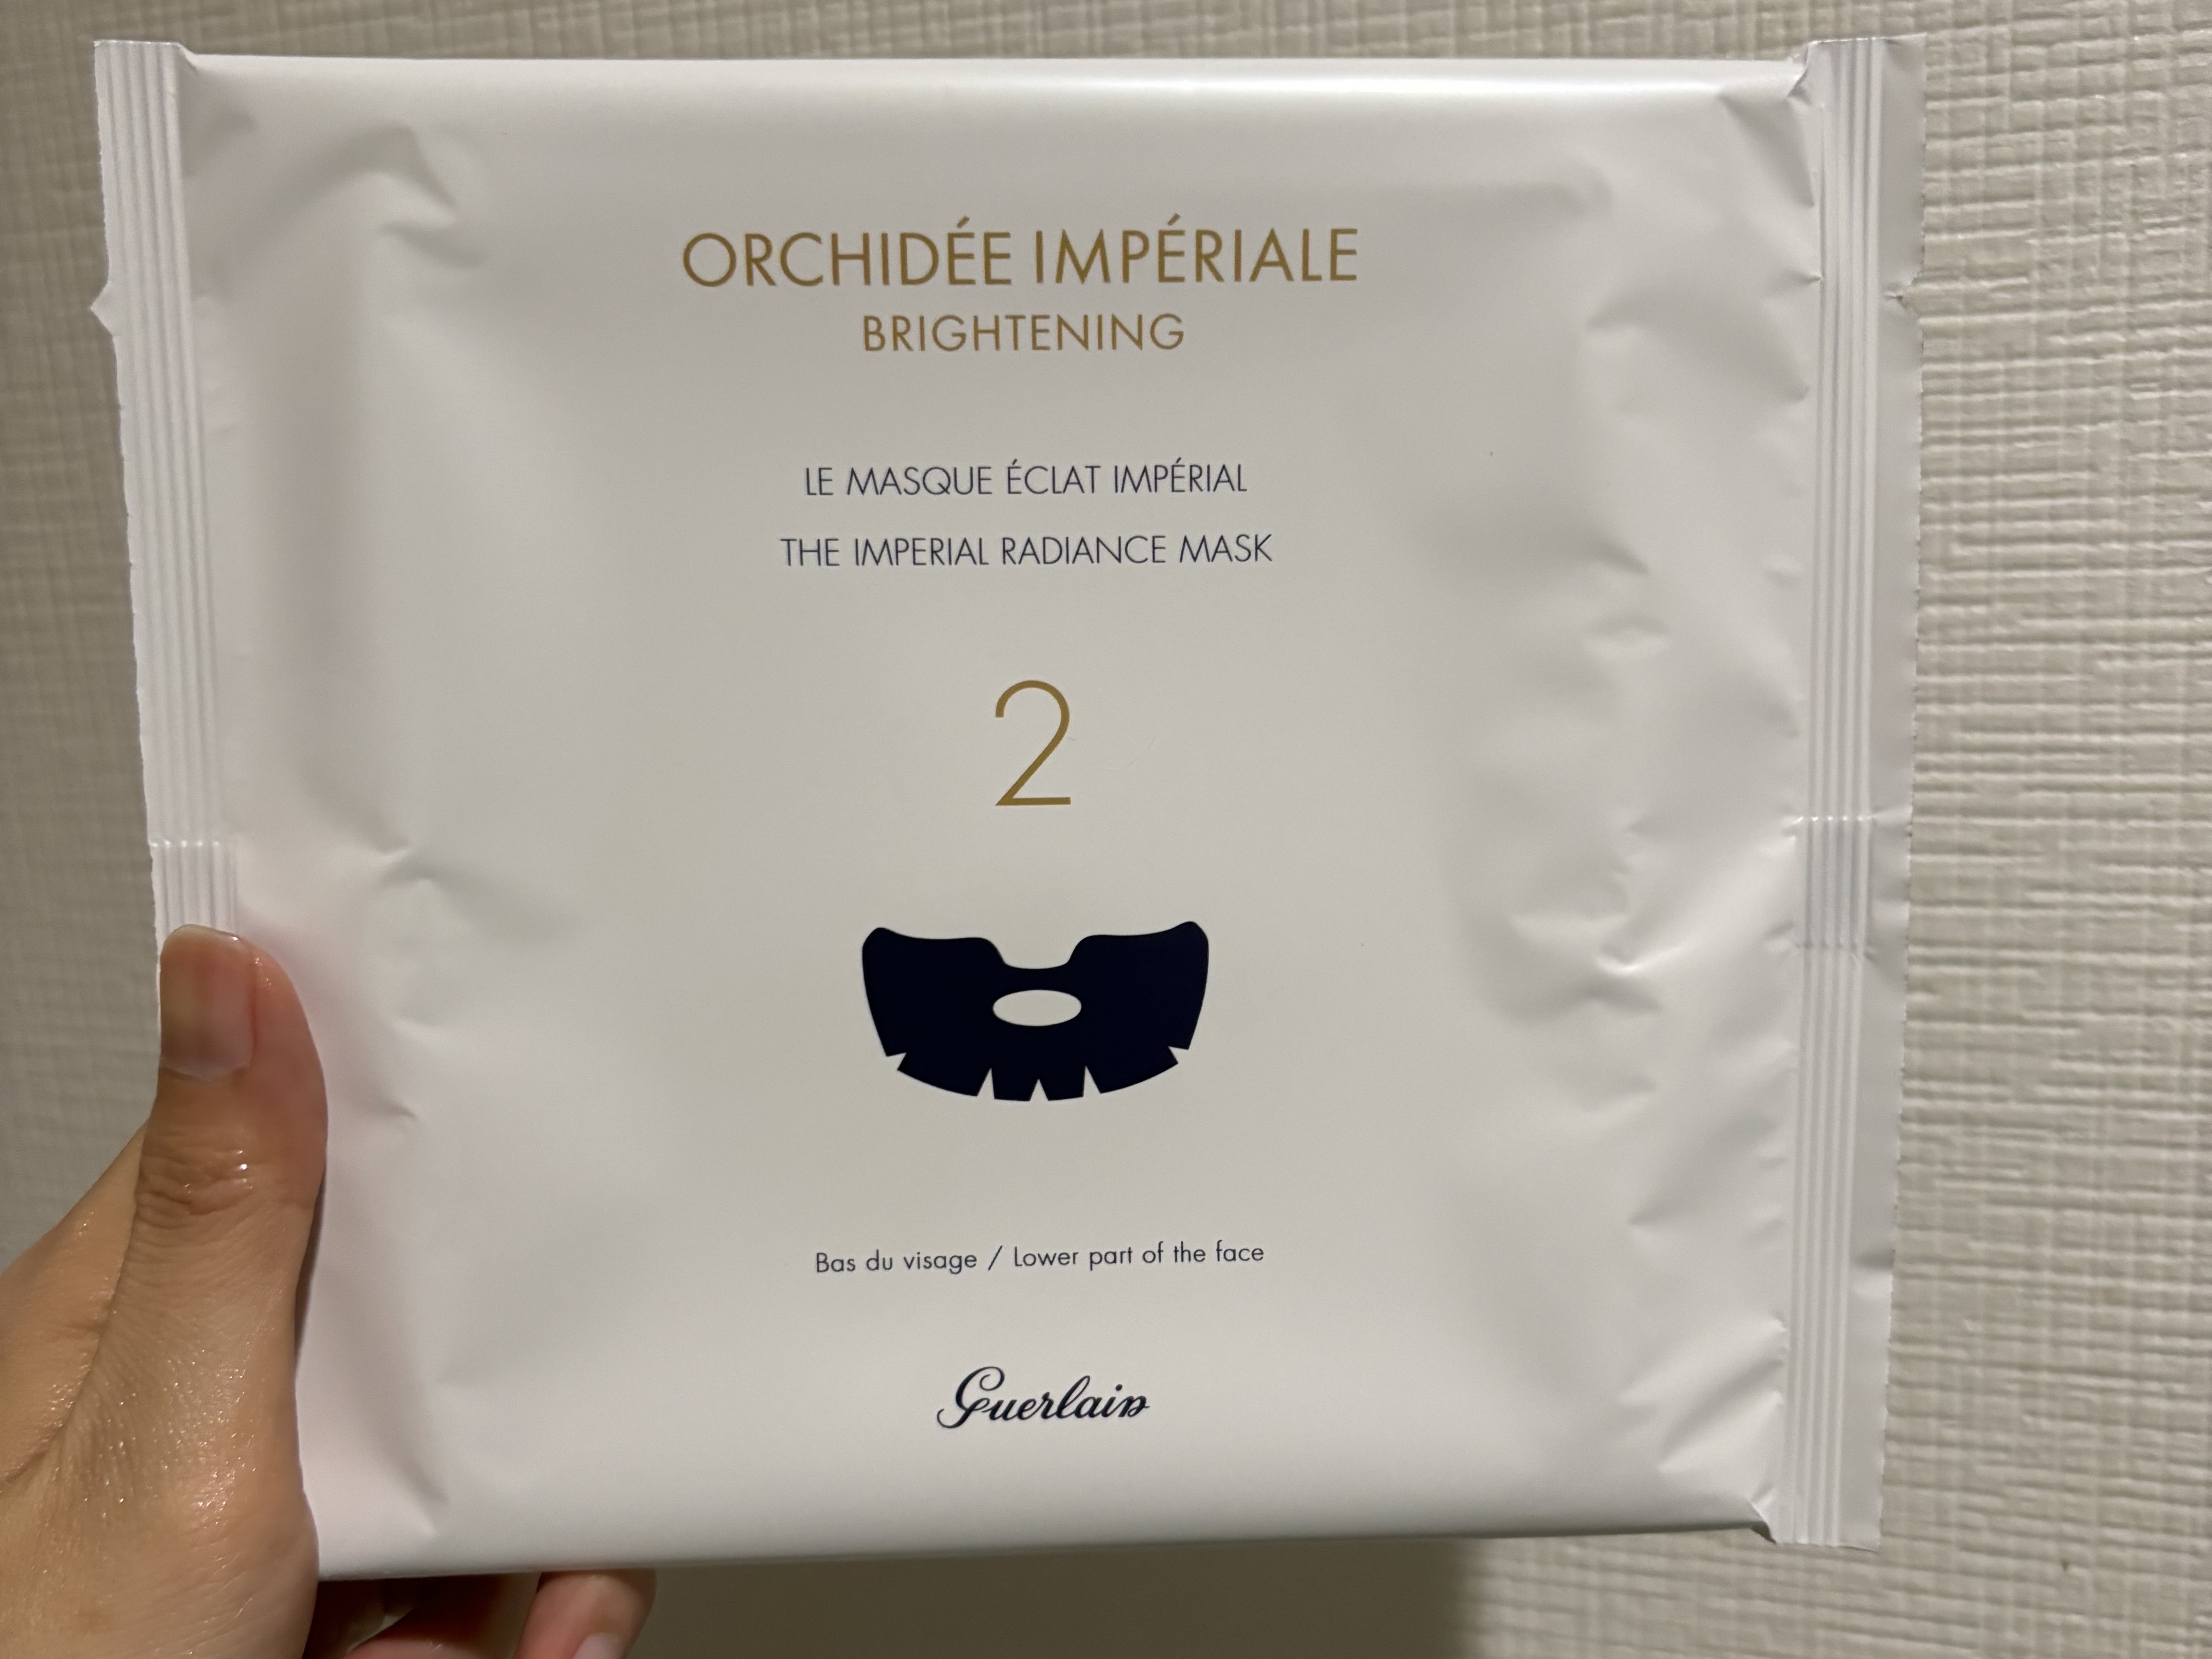 ORCHIDÉE IMPÉRIALE
BRIGHTENING
LE MASQUE ÉCLAT IMPÉRIAL
THE IMPERIAL RADIANCE MASK
2
Bas du visage / Lower part of the face
Guerlain